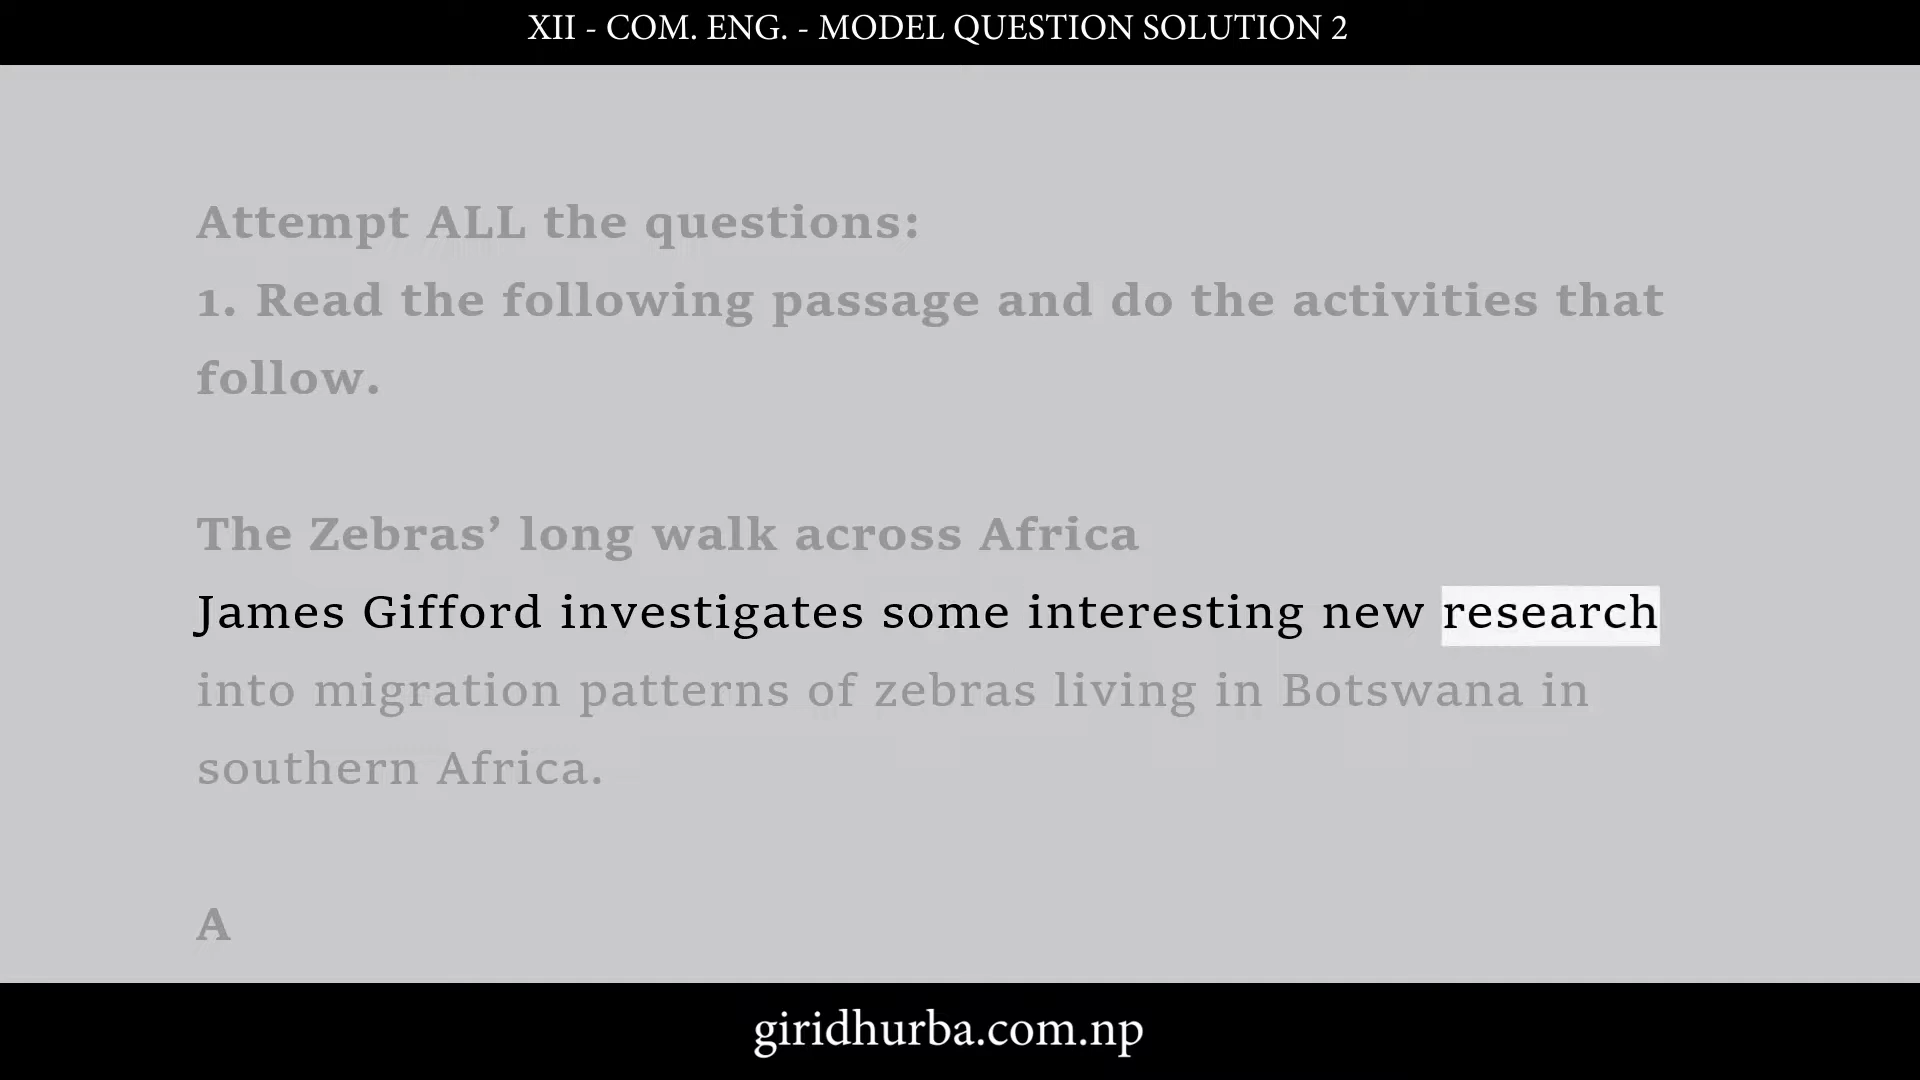 XII - COM. ENG. - MODEL QUESTION SOLUTION 2
Attempt ALL the questions:
1. Read the following passage and do the activities that
follow.
The Zebras’ long walk across Africa
James Gifford investigates some interesting new research
into migration patterns of zebras living in Botswana in
southern Africa.
A
giridhurba.com.np